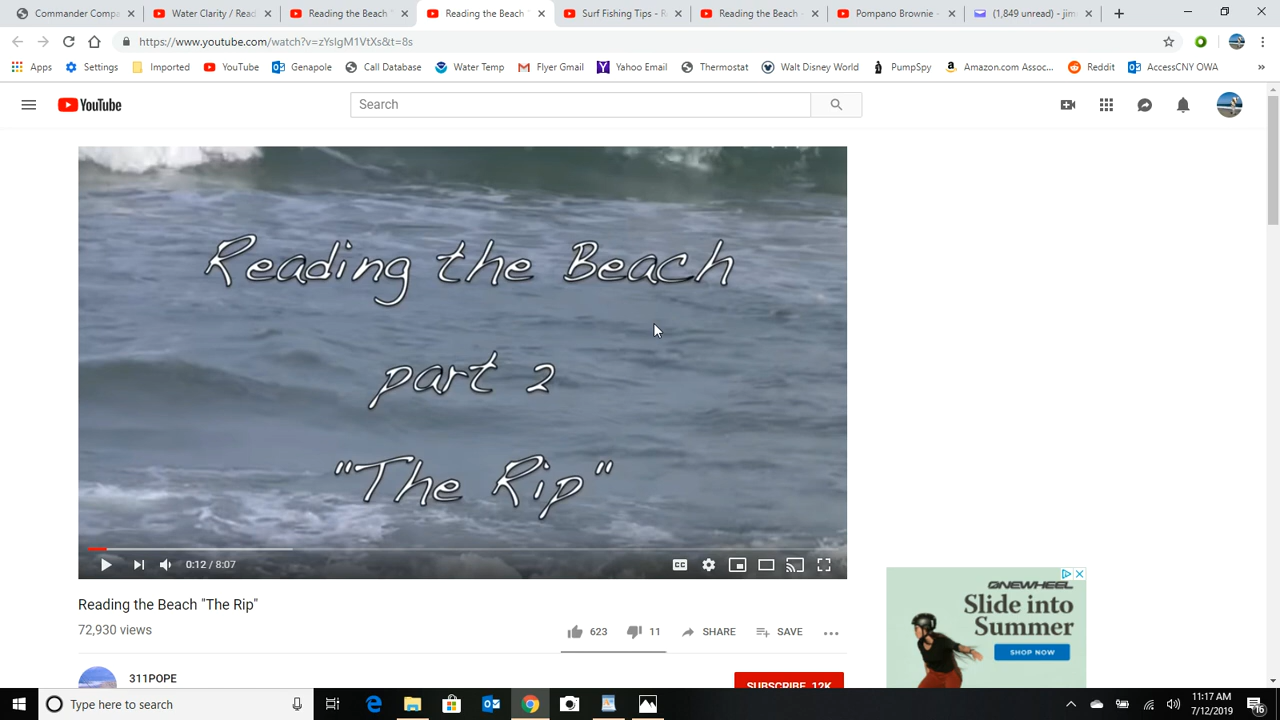 Commander Compo
Water Clarity / Read
Reading the Beach "
Reading the Beach "
Surf Fishing Tips - R
Reading the Beach -
Pompano Brownie -
(1,849 unread) - jim
https://www.youtube.com/watch?v=zYsIgM1VtXs&t=8s
Apps Settings Imported YouTube Genapole Call Database Water Temp Flyer Gmail Yahoo Email Thermostat Walt Disney World PumpSpy Amazon.com Assoc... Reddit AccessCNY OWA »
YouTube
Search
Reading the Beach
part 2
"The Rip"
0:12 / 8:07
CC
Reading the Beach "The Rip"
72,930 views
623 11 SHARE SAVE
311POPE
SUBSCRIBE 12K
ONEWHEEL
Slide into
Summer
SHOP NOW
Type here to search
11:17 AM
7/12/2019
16